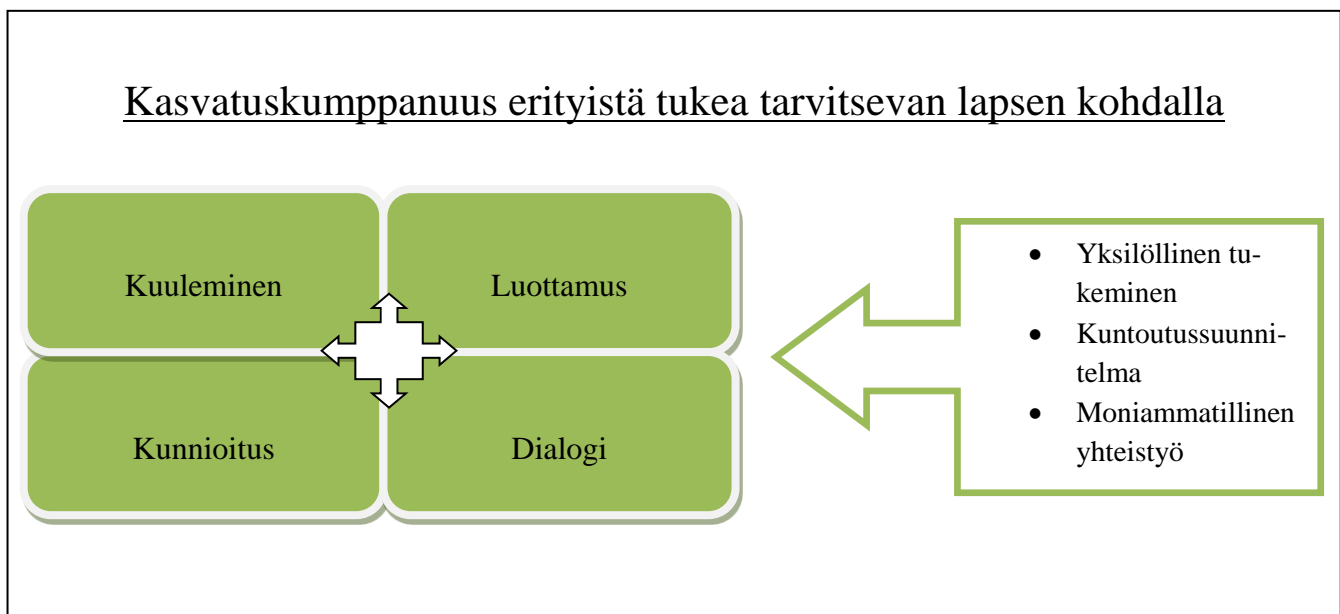 Kasvatuskumppanuus erityistä tukea tarvitsevan lapsen kohdalla
Kuuleminen
Luottamus
Kunnioitus
Dialogi
• Yksilöllinen tu-
keminen
• Kuntoutussuunni-
telma
• Moniammatillinen
yhteistyö